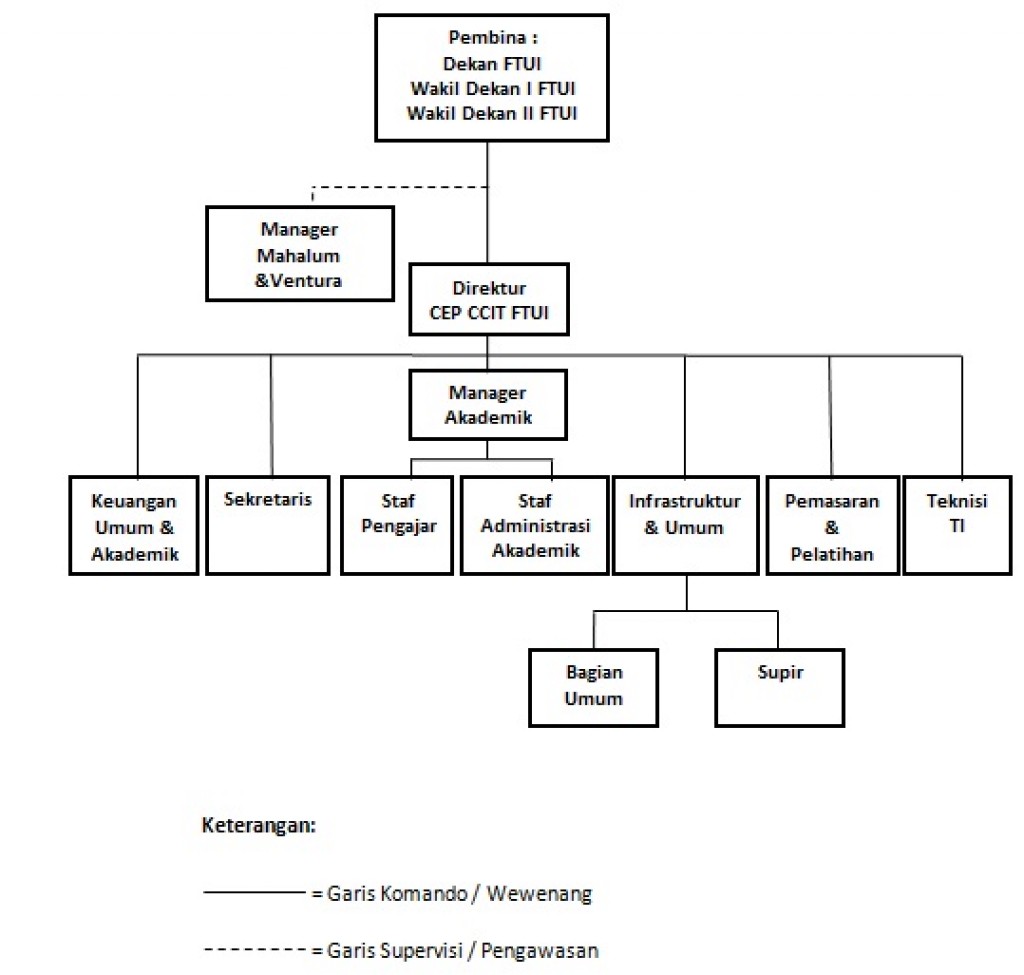 Pembina :
Dekan FTUI
Wakil Dekan I FTUI
Wakil Dekan II FTUI
Manager
Mahalum
&Ventura
Direktur
CEP CCIT FTUI
Manager
Akademik
Keuangan
Umum &
Akademik
Sekretaris
Staf
Pengajar
Staf
Administrasi
Akademik
Infrastruktur
& Umum
Pemasaran
&
Pelatihan
Teknisi
TI
Bagian
Umum
Supir
Keterangan:
= Garis Komando / Wewenang
= Garis Supervisi / Pengawasan